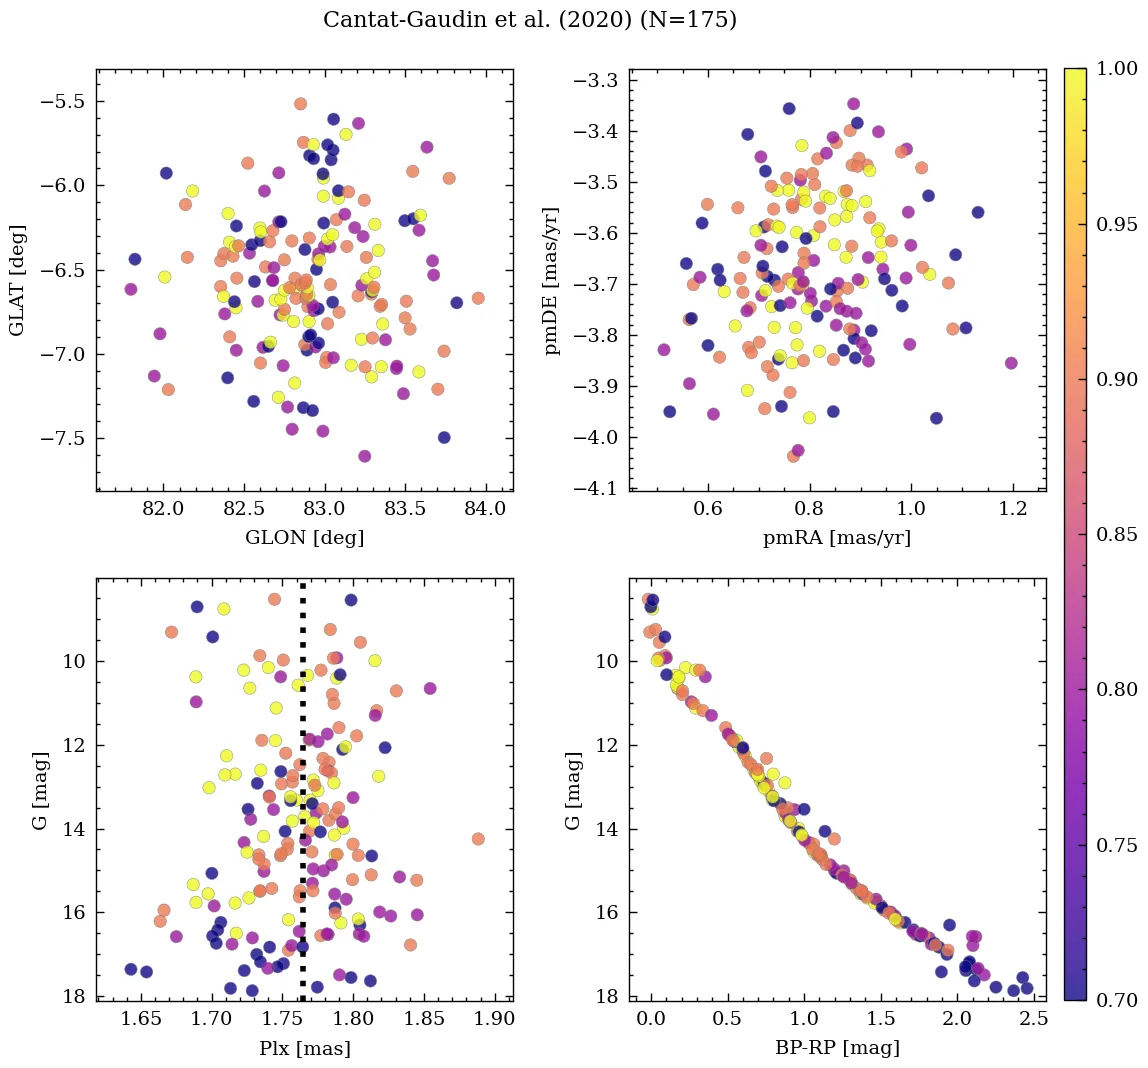 Cantat-Gaudin et al. (2020) (N=175)
−5.5
−6.0
−6.5
−7.0
−7.5
GLAT [deg]
82.0 82.5 83.0 83.5 84.0
GLON [deg]
−3.3
−3.4
−3.5
−3.6
−3.7
−3.8
−3.9
−4.0
−4.1
pmDE [mas/yr]
0.6 0.8 1.0 1.2
pmRA [mas/yr]
10
12
14
16
18
G [mag]
1.65 1.70 1.75 1.80 1.85 1.90
Plx [mas]
10
12
14
16
18
G [mag]
0.0 0.5 1.0 1.5 2.0 2.5
BP-RP [mag]
1.00
0.95
0.90
0.85
0.80
0.75
0.70